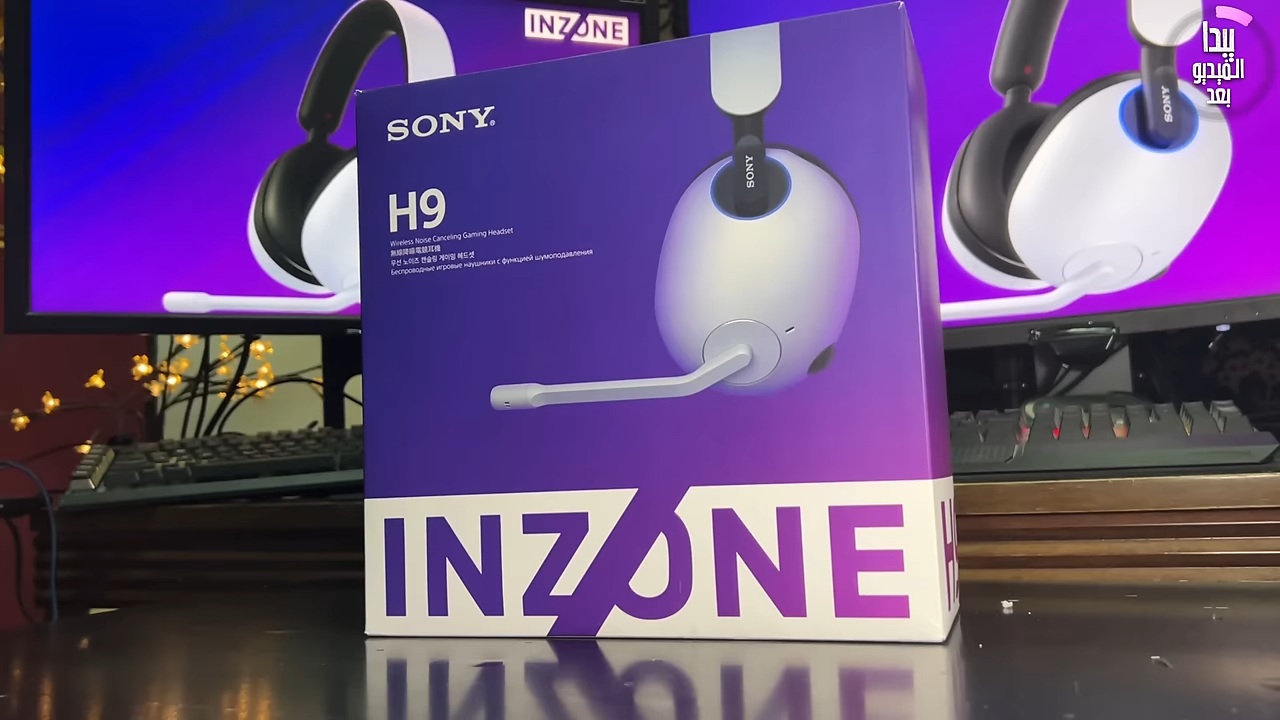 INZONE
يبدأ
الفيديو
بعد
SONY
SONY
SONY
H9
Wireless Noise Canceling Gaming Headset
無線降噪電競耳機
무선 노이즈 캔슬링 게이밍 헤드셋
Беспроводные игровые наушники с функцией шумоподавления
INZONE